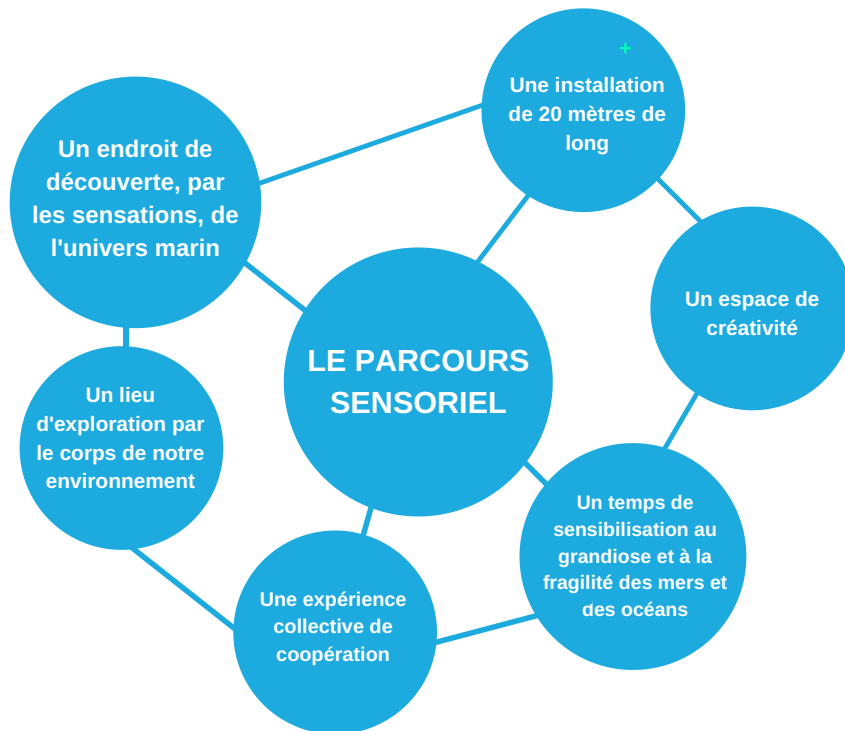 +
Une installation
de 20 mètres de
long
Un endroit de
découverte, par
les sensations, de
l'univers marin
Un espace de
créativité
LE PARCOURS
SENSORIEL
Un lieu
d'exploration par
le corps de notre
environnement
Un temps de
sensibilisation au
grandiose et à la
fragilité des mers et
des océans
Une expérience
collective de
coopération